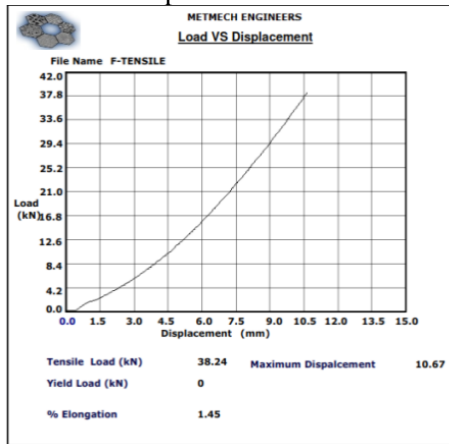 METMECH ENGINEERS
Load VS Displacement
File Name F-TENSILE
42.0
37.8
33.6
29.4
25.2
21.0
Load
(kN)16.8
12.6
8.4
4.2
0.0
0.0 1.5 3.0 4.5 6.0 7.5 9.0 10.5 12.0 13.5 15.0
Displacement (mm)
Tensile Load (kN) 38.24 Maximum Dispalcement 10.67
Yield Load (kN) 0
% Elongation 1.45